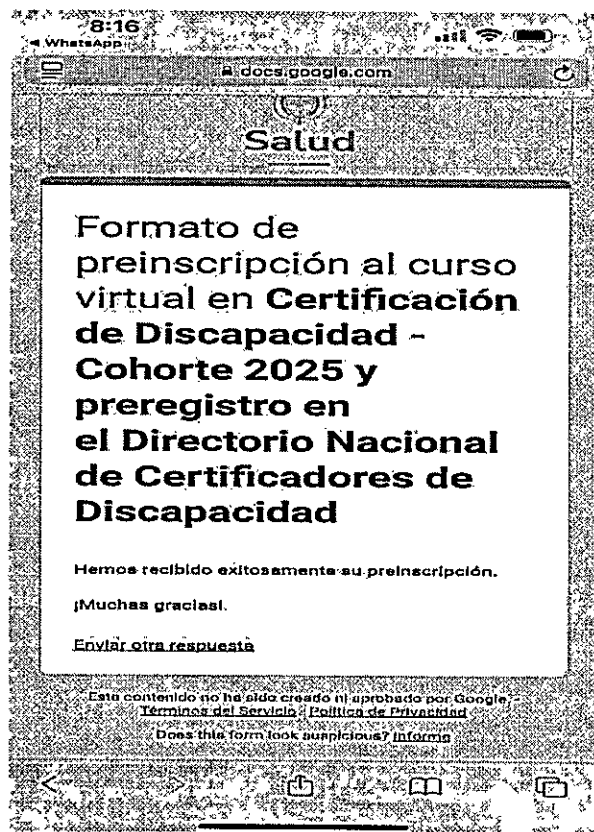 8:16
◀ WhatsApp
docs.google.com
Salud
Formato de
preinscripción al curso
virtual en Certificación
de Discapacidad -
Cohorte 2025 y
preregistro en
el Directorio Nacional
de Certificadores de
Discapacidad
Hemos recibido exitosamente su preinscripción.
¡Muchas gracias!.
Enviar otra respuesta
Este contenido no ha sido creado ni aprobado por Google. -
Términos del Servicio - Política de Privacidad
Does this form look suspicious? Informe